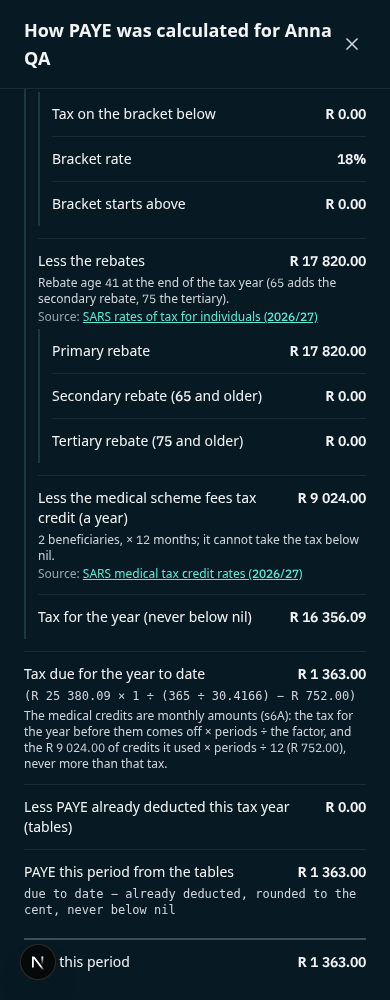 How PAYE was calculated for Anna
QA
Tax on the bracket below R 0.00
Bracket rate 18%
Bracket starts above R 0.00
Less the rebates R 17 820.00
Rebate age 41 at the end of the tax year (65 adds the
secondary rebate, 75 the tertiary).
Source: SARS rates of tax for individuals (2026/27)
Primary rebate R 17 820.00
Secondary rebate (65 and older) R 0.00
Tertiary rebate (75 and older) R 0.00
Less the medical scheme fees tax R 9 024.00
credit (a year)
2 beneficiaries, × 12 months; it cannot take the tax below
nil.
Source: SARS medical tax credit rates (2026/27)
Tax for the year (never below nil) R 16 356.09
Tax due for the year to date R 1 363.00
(R 25 380.09 × 1 ÷ (365 ÷ 30.4166) − R 752.00)
The medical credits are monthly amounts (s6A): the tax for
the year before them comes off × periods ÷ the factor, and
the R 9 024.00 of credits it used × periods ÷ 12 (R 752.00),
never more than that tax.
Less PAYE already deducted this tax year R 0.00
(tables)
PAYE this period from the tables R 1 363.00
due to date − already deducted, rounded to the
cent, never below nil
N this period R 1 363.00